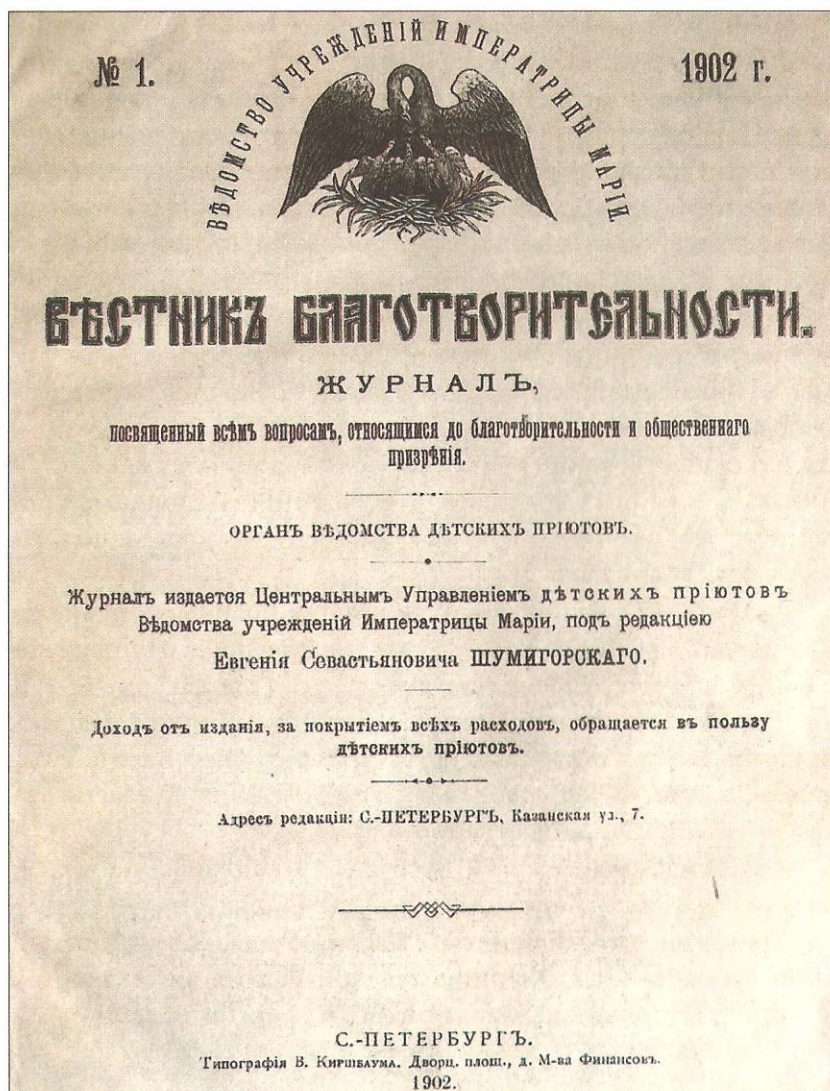 № 1.
1902 г.
ВѢДОМСТВО УЧРЕЖДЕНІЙ ИМПЕРАТРИЦЫ МАРІИ.
ВѢСТНИКЪ БЛАГОТВОРИТЕЛЬНОСТИ.
ЖУРНАЛЪ,
посвященный всѣмъ вопросамъ, относящимся до благотворительности и общественнаго
призрѣнія.
ОРГАНЪ ВѢДОМСТВА ДѢТСКИХЪ ПРІЮТОВЪ.
Журналъ издается Центральнымъ Управленіемъ дѣтскихъ пріютовъ
Вѣдомства учрежденій Императрицы Маріи, подъ редакціею
Евгенія Севастьяновича ШУМИГОРСКАГО.
Доходъ отъ изданія, за покрытіемъ всѣхъ расходовъ, обращается въ пользу
дѣтскихъ пріютовъ.
Адресъ редакціи: С.-ПЕТЕРБУРГЪ, Казанская ул., 7.
С.-ПЕТЕРБУРГЪ.
Типографія В. Киршбаума. Дворц. площ., д. М-ва Финансовъ.
1902.